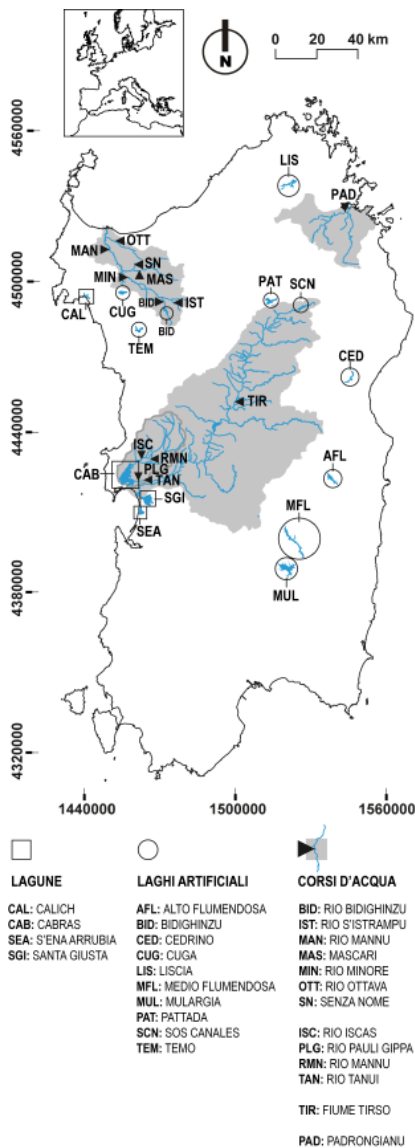 0 20 40 km
N
4560000
LIS
PAD
OTT
MAN
SN
4500000
MIN
MAS
PAT
SCN
BID
IST
CAL
CUG
BID
TEM
CED
TIR
4440000
ISC
RMN
AFL
CAB
PLG
TAN
SGI
MFL
SEA
4380000
MUL
4320000
1440000 1500000 1560000
LAGUNE
CAL: CALICH
CAB: CABRAS
SEA: S'ENA ARRUBIA
SGI: SANTA GIUSTA
LAGHI ARTIFICIALI
AFL: ALTO FLUMENDOSA
BID: BIDIGHINZU
CED: CEDRINO
CUG: CUGA
LIS: LISCIA
MFL: MEDIO FLUMENDOSA
MUL: MULARGIA
PAT: PATTADA
SCN: SOS CANALES
TEM: TEMO
CORSI D'ACQUA
BID: RIO BIDIGHINZU
IST: RIO S'ISTRAMPU
MAN: RIO MANNU
MAS: MASCARI
MIN: RIO MINORE
OTT: RIO OTTAVA
SN: SENZA NOME
ISC: RIO ISCAS
PLG: RIO PAULI GIPPA
RMN: RIO MANNU
TAN: RIO TANUI
TIR: FIUME TIRSO
PAD: PADRONGIANU